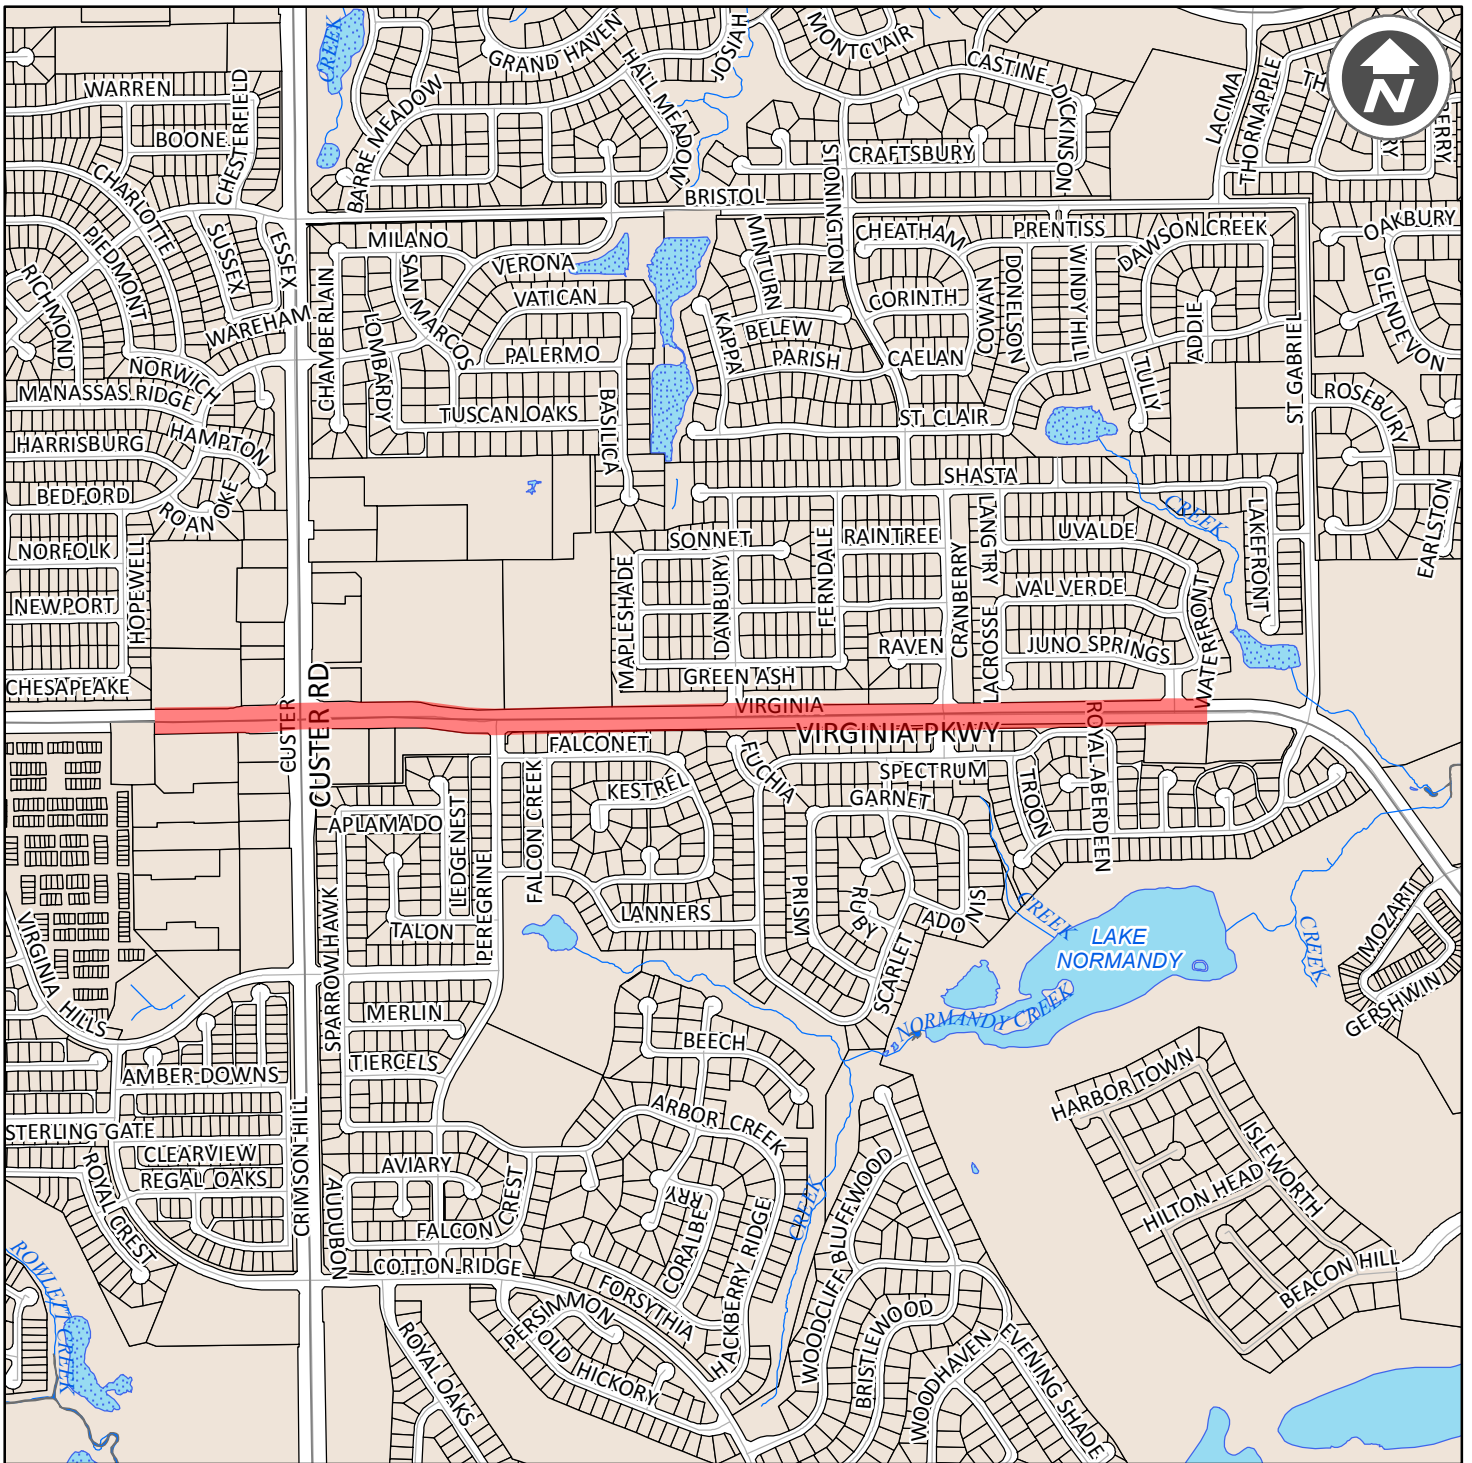 CREEK
GRAND HAVEN
HALL MEADOW
JOSIAH
MONTCLAIR
CASTINE
DICKINSON
LACIMA
THORNAPPLE
N
WARREN
BOONE
CHESTERFIELD
BARRE MEADOW
CRAFTSBURY
STONINGTON
BRISTOL
CHARLOTTE
PIEDMONT
SUSSEX
ESSEX
RICHMOND
WAREHAM
MILANO
SAN MARCOS
VERONA
VATICAN
PALERMO
TUSCAN OAKS
LOMBARDY
CHAMBERLAIN
BASILICA
MINTURN
KAPPA
BELEW
PARISH
CHEATHAM
CORINTH
CAELAN
NAWOC
DONELSON
PRENTISS
WINDY HILL
DAWSON CREEK
ADDIE
TULLY
ST GABRIEL
OAKBURY
GLENDEVON
ROSEBURY
EARLSTON
NORWICH
MANASSAS RIDGE
HARRISBURG
HAMPTON
BEDFORD
ROANOKE
NORFOLK
NEWPORT
HOPEWELL
CHESAPEAKE
ST CLAIR
SHASTA
CREEK
LAKEFRONT
SONNET
RAINTREE
LANGTRY
UVALDE
MAPLESHADE
DANBURY
FERNDALE
CRANBERRY
VAL VERDE
LACROSSE
RAVEN
JUNO SPRINGS
WATERFRONT
GREEN ASH
VIRGINIA
VIRGINIA PKWY
CUSTER
CUSTER RD
FALCONET
FUCHIA
SPECTRUM
ROYAL ABERDEEN
TROON
KESTREL
FALCON CREEK
GARNET
APLAMADO
LEDGENEST
PEREGRINE
LANNERS
TALON
PRISM
RUBY
ADO
SINS
SCARLET
CREEK
LAKE
NORMANDY
CREEK
MOZART
GERSHWIN
NORMANDY CREEK
VIRGINIA HILLS
SPARROWHAWK
MERLIN
TIERCELS
BEECH
AMBER DOWNS
STERLING GATE
CLEARVIEW
REGAL OAKS
ROYAL CREST
CRIMSON HILL
ARBOR CREEK
AVIARY
AUDUBON
FALCON CREST
COTTON RIDGE
RRY
CORALBE
HACKBERRY RIDGE
CREEK
BLUFFWOOD
FORSYTHIA
PERSIMMON
OLD HICKORY
ROYAL OAKS
WOODCLIFF
BRISTLEWOOD
WOODHAVEN
EVENING SHADE
HARBOR TOWN
ISLEWORTH
HILTON HEAD
BEACON HILL
ROWLETT CREEK